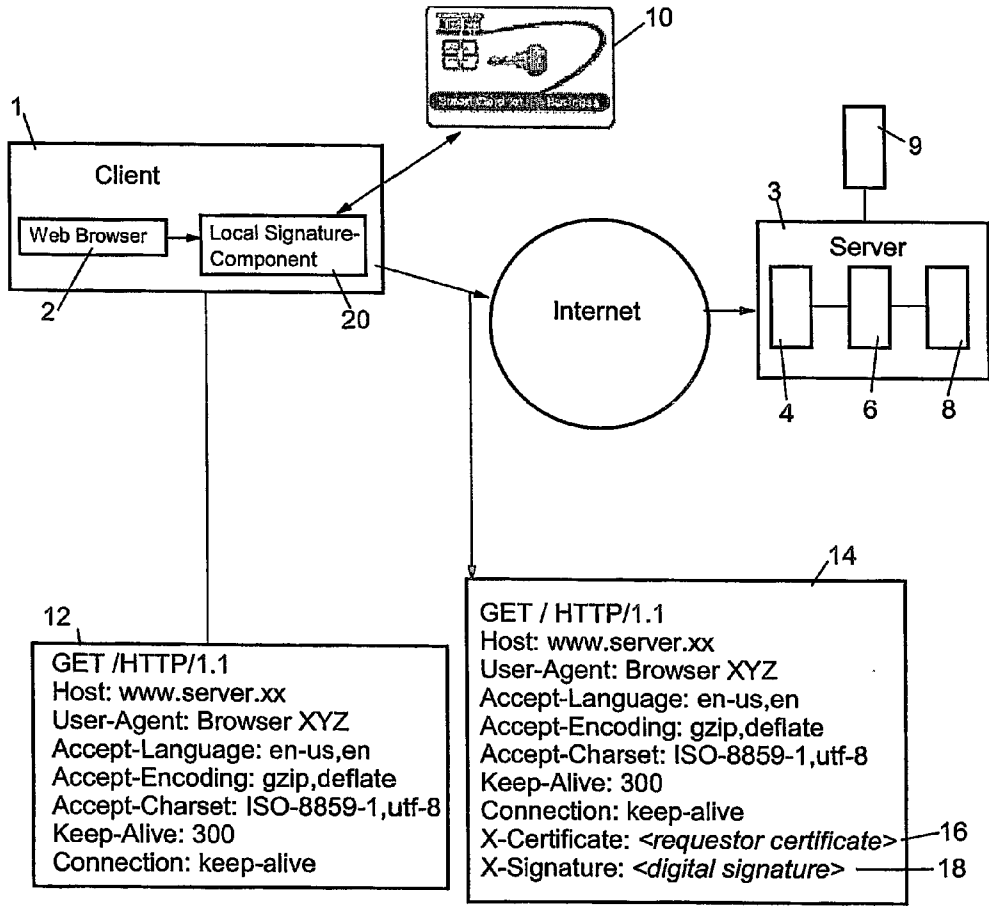 10
1
9
Client
3
Web Browser
Local Signature-
Component
Server
Internet
2
20
4
6
8
14
12
GET /HTTP/1.1
Host: www.server.xx
User-Agent: Browser XYZ
Accept-Language: en-us,en
Accept-Encoding: gzip,deflate
Accept-Charset: ISO-8859-1,utf-8
Keep-Alive: 300
Connection: keep-alive
GET / HTTP/1.1
Host: www.server.xx
User-Agent: Browser XYZ
Accept-Language: en-us,en
Accept-Encoding: gzip,deflate
Accept-Charset: ISO-8859-1,utf-8
Keep-Alive: 300
Connection: keep-alive
X-Certificate: <requestor certificate>
16
X-Signature: <digital signature>
18